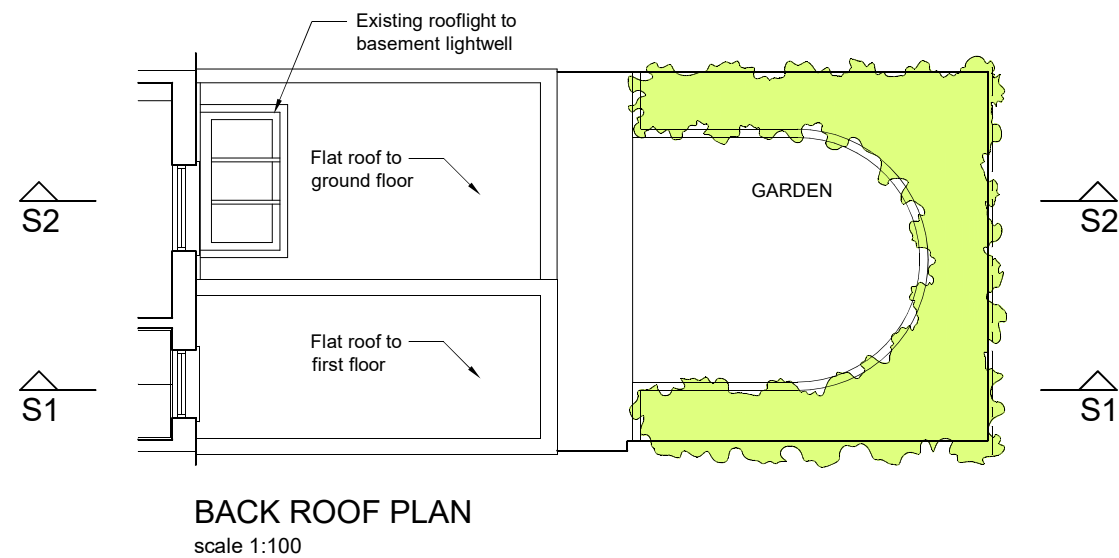 Existing rooflight to
basement lightwell
Flat roof to
ground floor
GARDEN
S2
S2
Flat roof to
first floor
S1
S1
BACK ROOF PLAN
scale 1:100